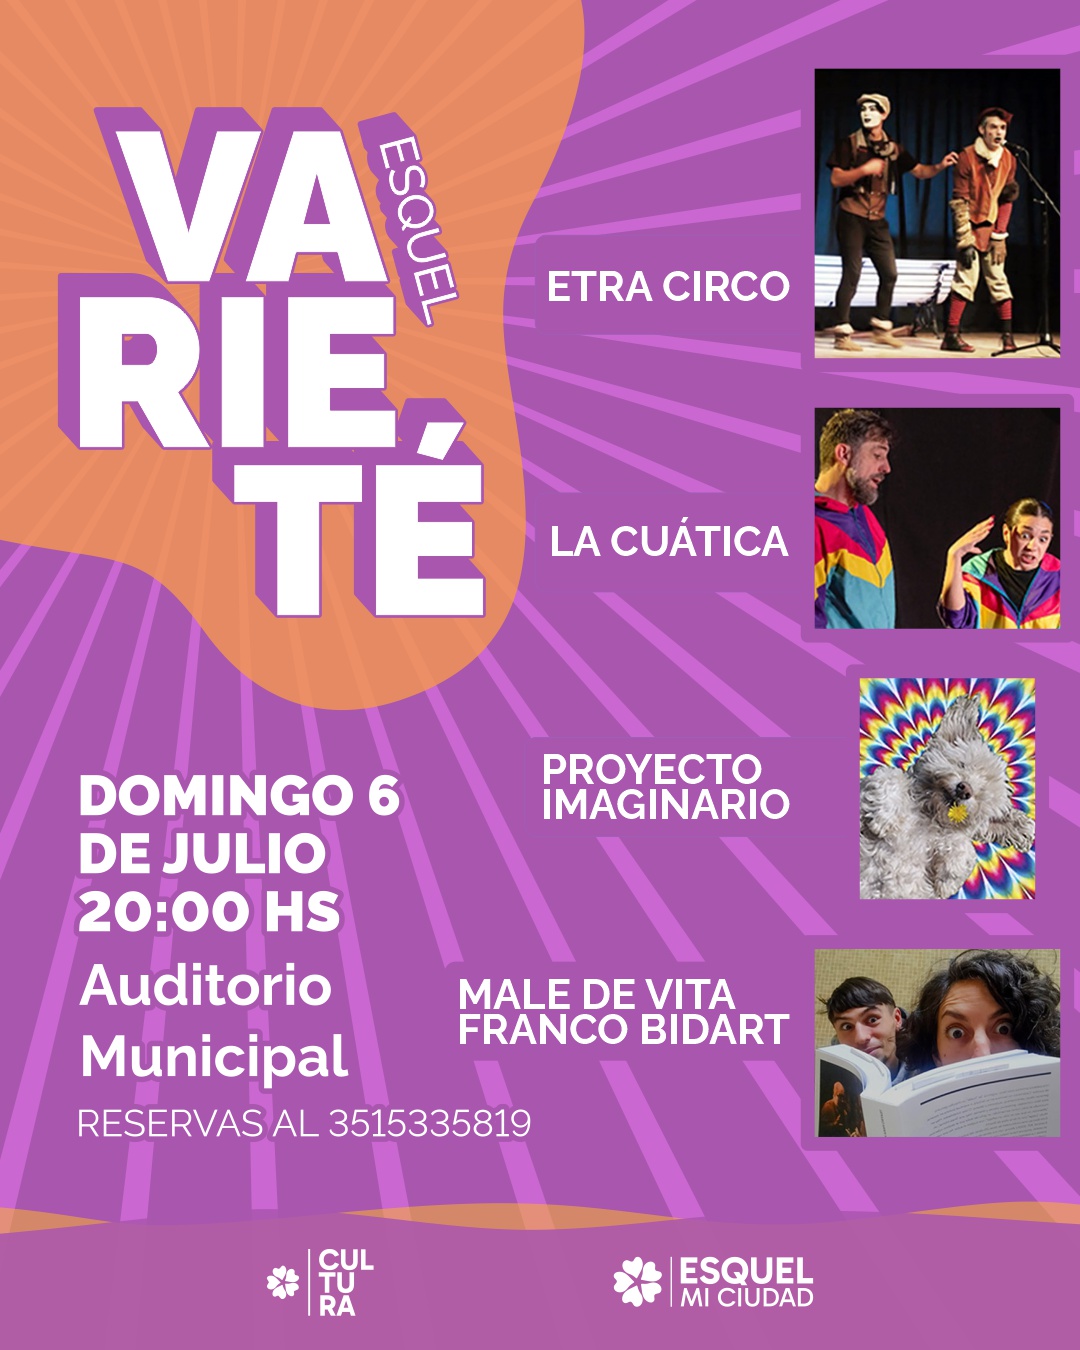 VA
RIE
TÉ
ESQUEL
ETRA CIRCO
LA CUÁTICA
PROYECTO
IMAGINARIO
MALE DE VITA
FRANCO BIDART
DOMINGO 6
DE JULIO
20:00 HS
Auditorio
Municipal
RESERVAS AL 3515335819
CUL
TU
RA
ESQUEL
MI CIUDAD